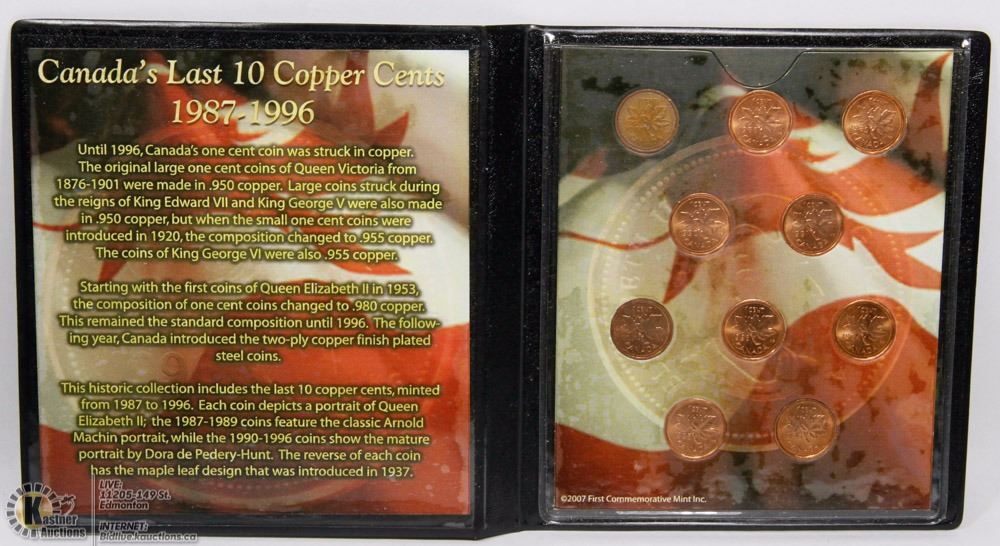 Canada's Last 10 Copper Cents
1987-1996
Until 1996, Canada's one cent coin was struck in copper.
The original large one cent coins of Queen Victoria from
1876-1901 were made in .950 copper. Large coins struck during
the reigns of King Edward VII and King George V were also made
in .950 copper, but when the small one cent coins were
introduced in 1920, the composition changed to .955 copper.
The coins of King George VI were also .955 copper.
Starting with the first coins of Queen Elizabeth II in 1953,
the composition of one cent coins changed to .980 copper.
This remained the standard composition until 1996. The follow-
ing year, Canada introduced the two-ply copper finish plated
steel coins.
This historic collection includes the last 10 copper cents, minted
from 1987 to 1996. Each coin depicts a portrait of Queen
Elizabeth II; the 1987-1989 coins feature the classic Arnold
Machin portrait, while the 1990-1996 coins show the mature
portrait by Dora de Pedery-Hunt. The reverse of each coin
has the maple leaf design that was introduced in 1937.
©2007 First Commemorative Mint Inc.
K
Kastner
Auctions
LIVE:
11205-149 St.
Edmonton
INTERNET:
Bidlive.kauctions.ca